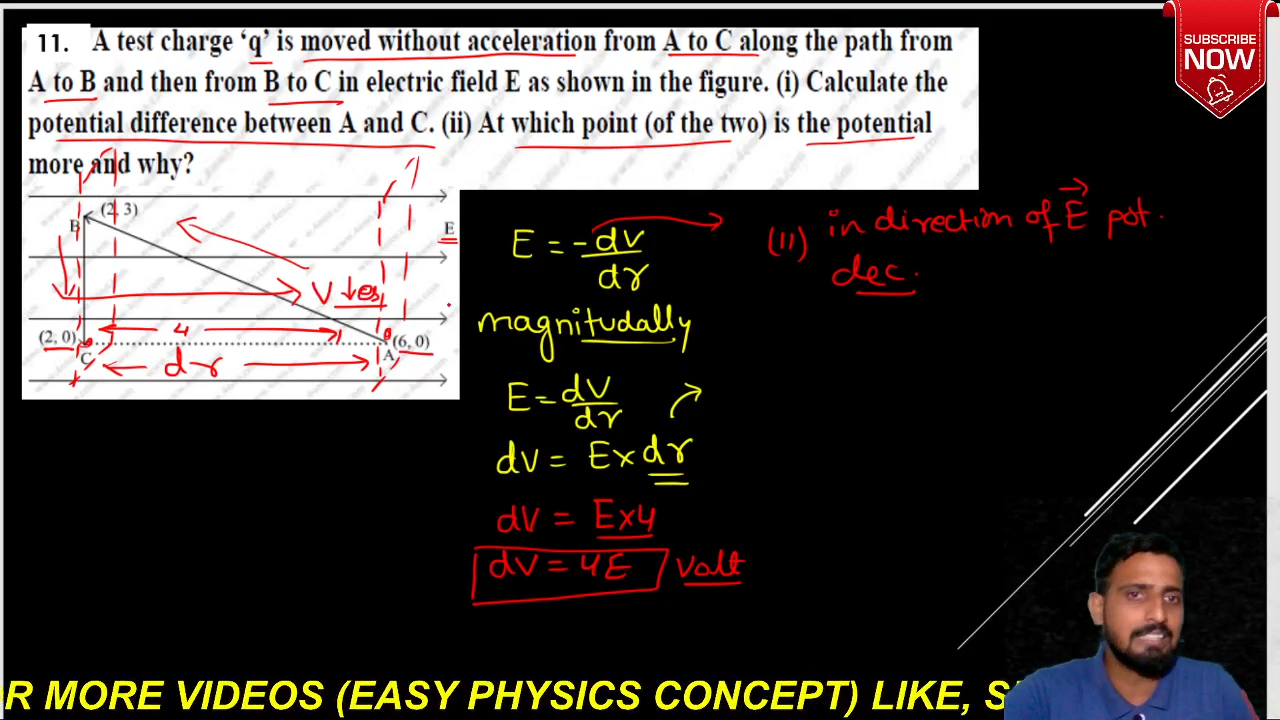 SUBSCRIBE
NOW
11. A test charge ‘q’ is moved without acceleration from A to C along the path from
A to B and then from B to C in electric field E as shown in the figure. (i) Calculate the
potential difference between A and C. (ii) At which point (of the two) is the potential
more and why?
B (2, 3)
E
V ↓es
4
(2, 0)
C
(6, 0)
A
dr
E = -dV/dr
magnitudally
E = dV/dr
dV = E × dr
dV = E×4
dV = 4E volt
(II) in direction of E⃗ pot.
dec.
R MORE VIDEOS (EASY PHYSICS CONCEPT) LIKE, S